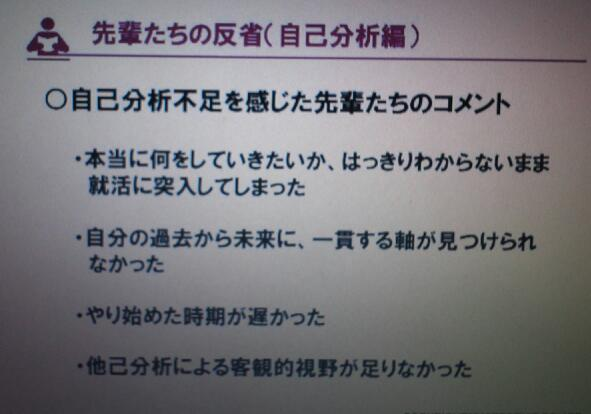 先輩たちの反省(自己分析編)
○自己分析不足を感じた先輩たちのコメント
・本当に何をしていきたいか、はっきりわからないまま
就活に突入してしまった
・自分の過去から未来に、一貫する軸が見つけられ
なかった
・やり始めた時期が遅かった
・他己分析による客観的視野が足りなかった